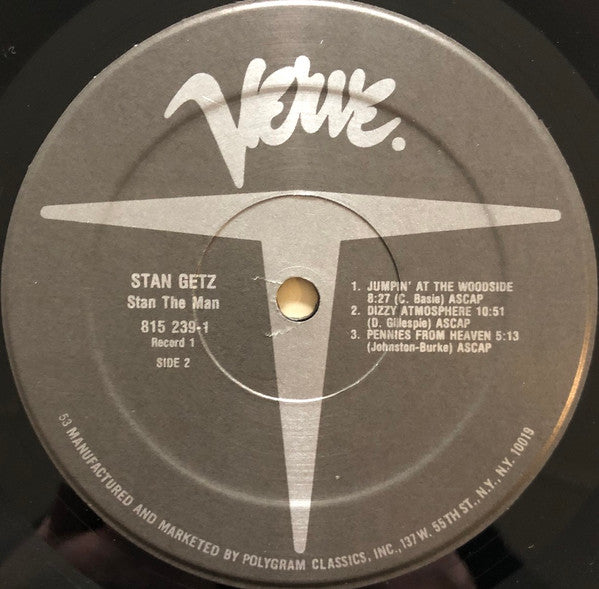 Verve.
STAN GETZ
Stan The Man
815 239-1
Record 1
SIDE 2
1. JUMPIN' AT THE WOODSIDE
8:27 (C. Basie) ASCAP
2. DIZZY ATMOSPHERE 10:51
(D. Gillespie) ASCAP
3. PENNIES FROM HEAVEN 5:13
(Johnston-Burke) ASCAP
53 MANUFACTURED AND MARKETED BY POLYGRAM CLASSICS, INC., 137 W. 55TH ST., N.Y., N.Y. 10019